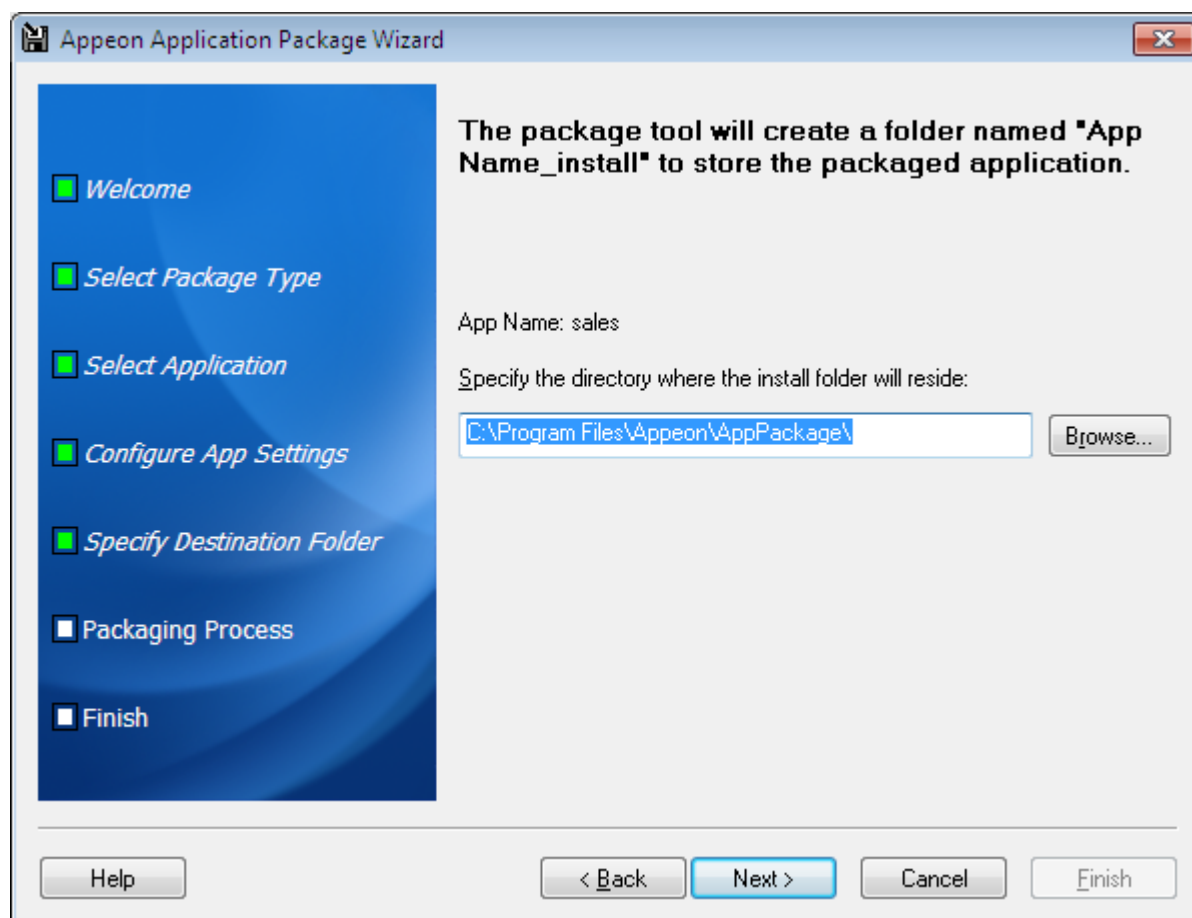 Appeon Application Package Wizard
Welcome
Select Package Type
Select Application
Configure App Settings
Specify Destination Folder
Packaging Process
Finish
The package tool will create a folder named "App
Name_install" to store the packaged application.
App Name: sales
Specify the directory where the install folder will reside:
C:\Program Files\Appeon\AppPackage\
Browse...
Help
< Back
Next >
Cancel
Finish